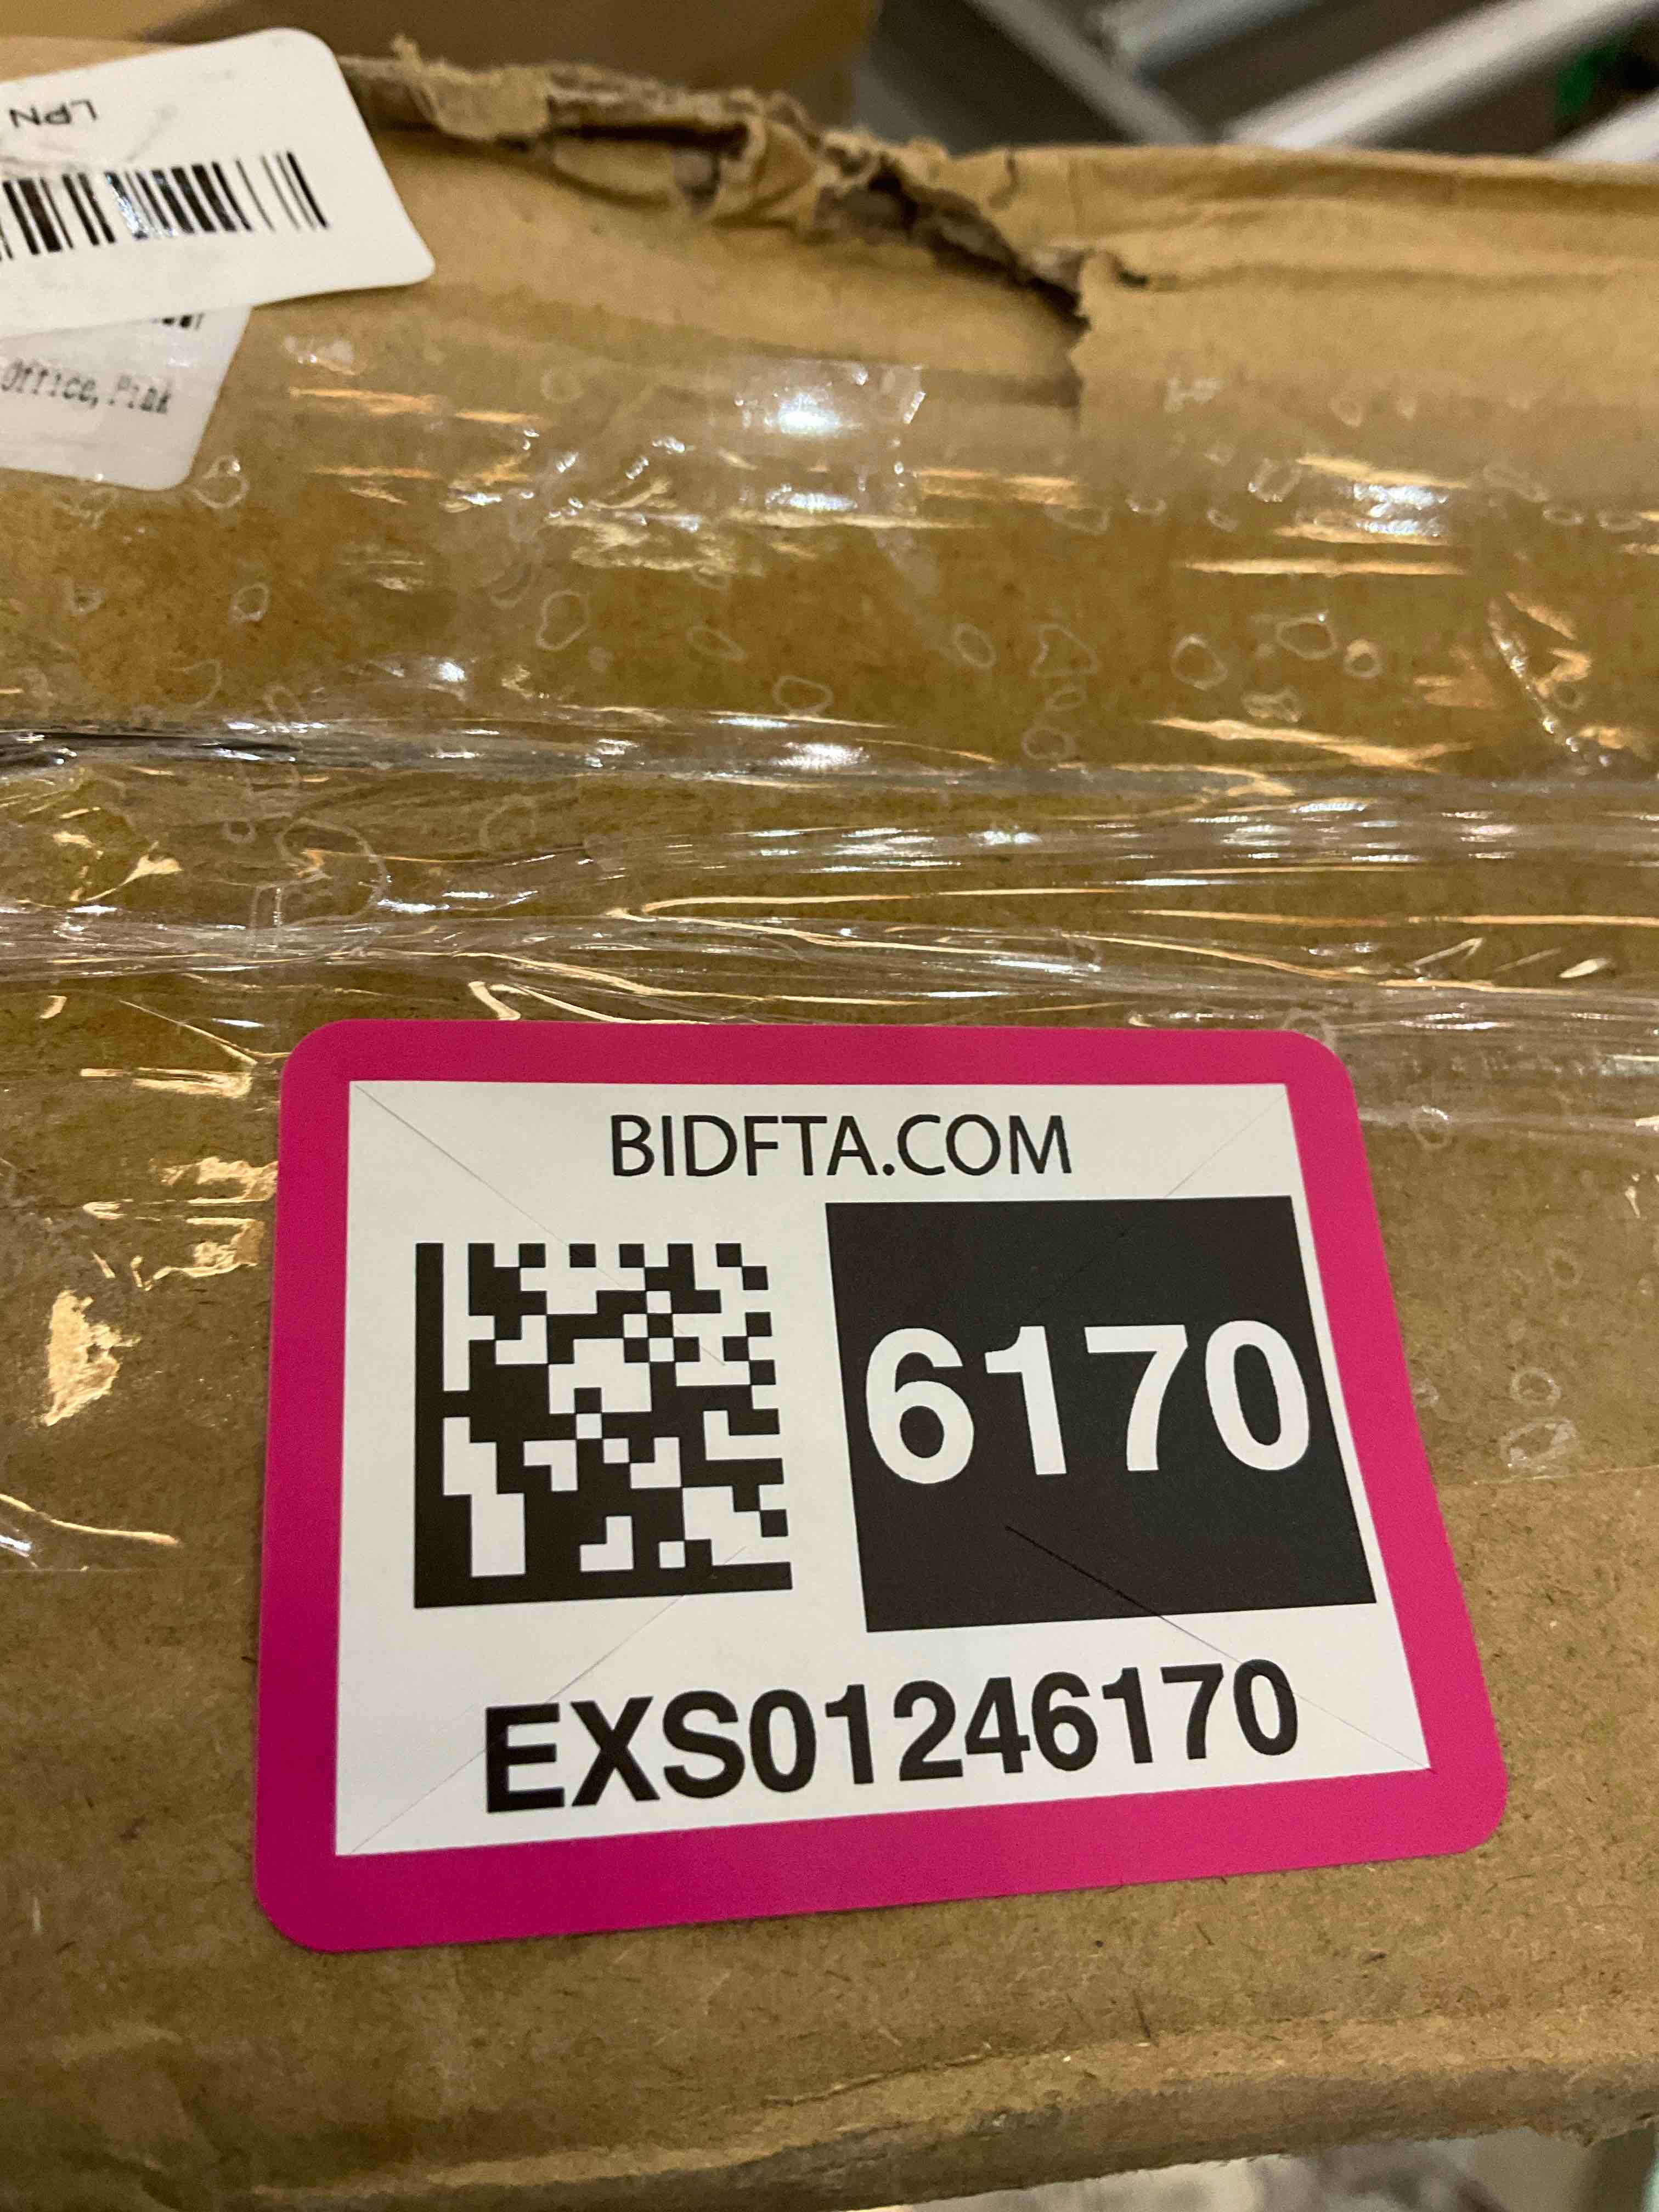 LPN
Office, Pink
BIDFTA.COM
6170
EXS01246170